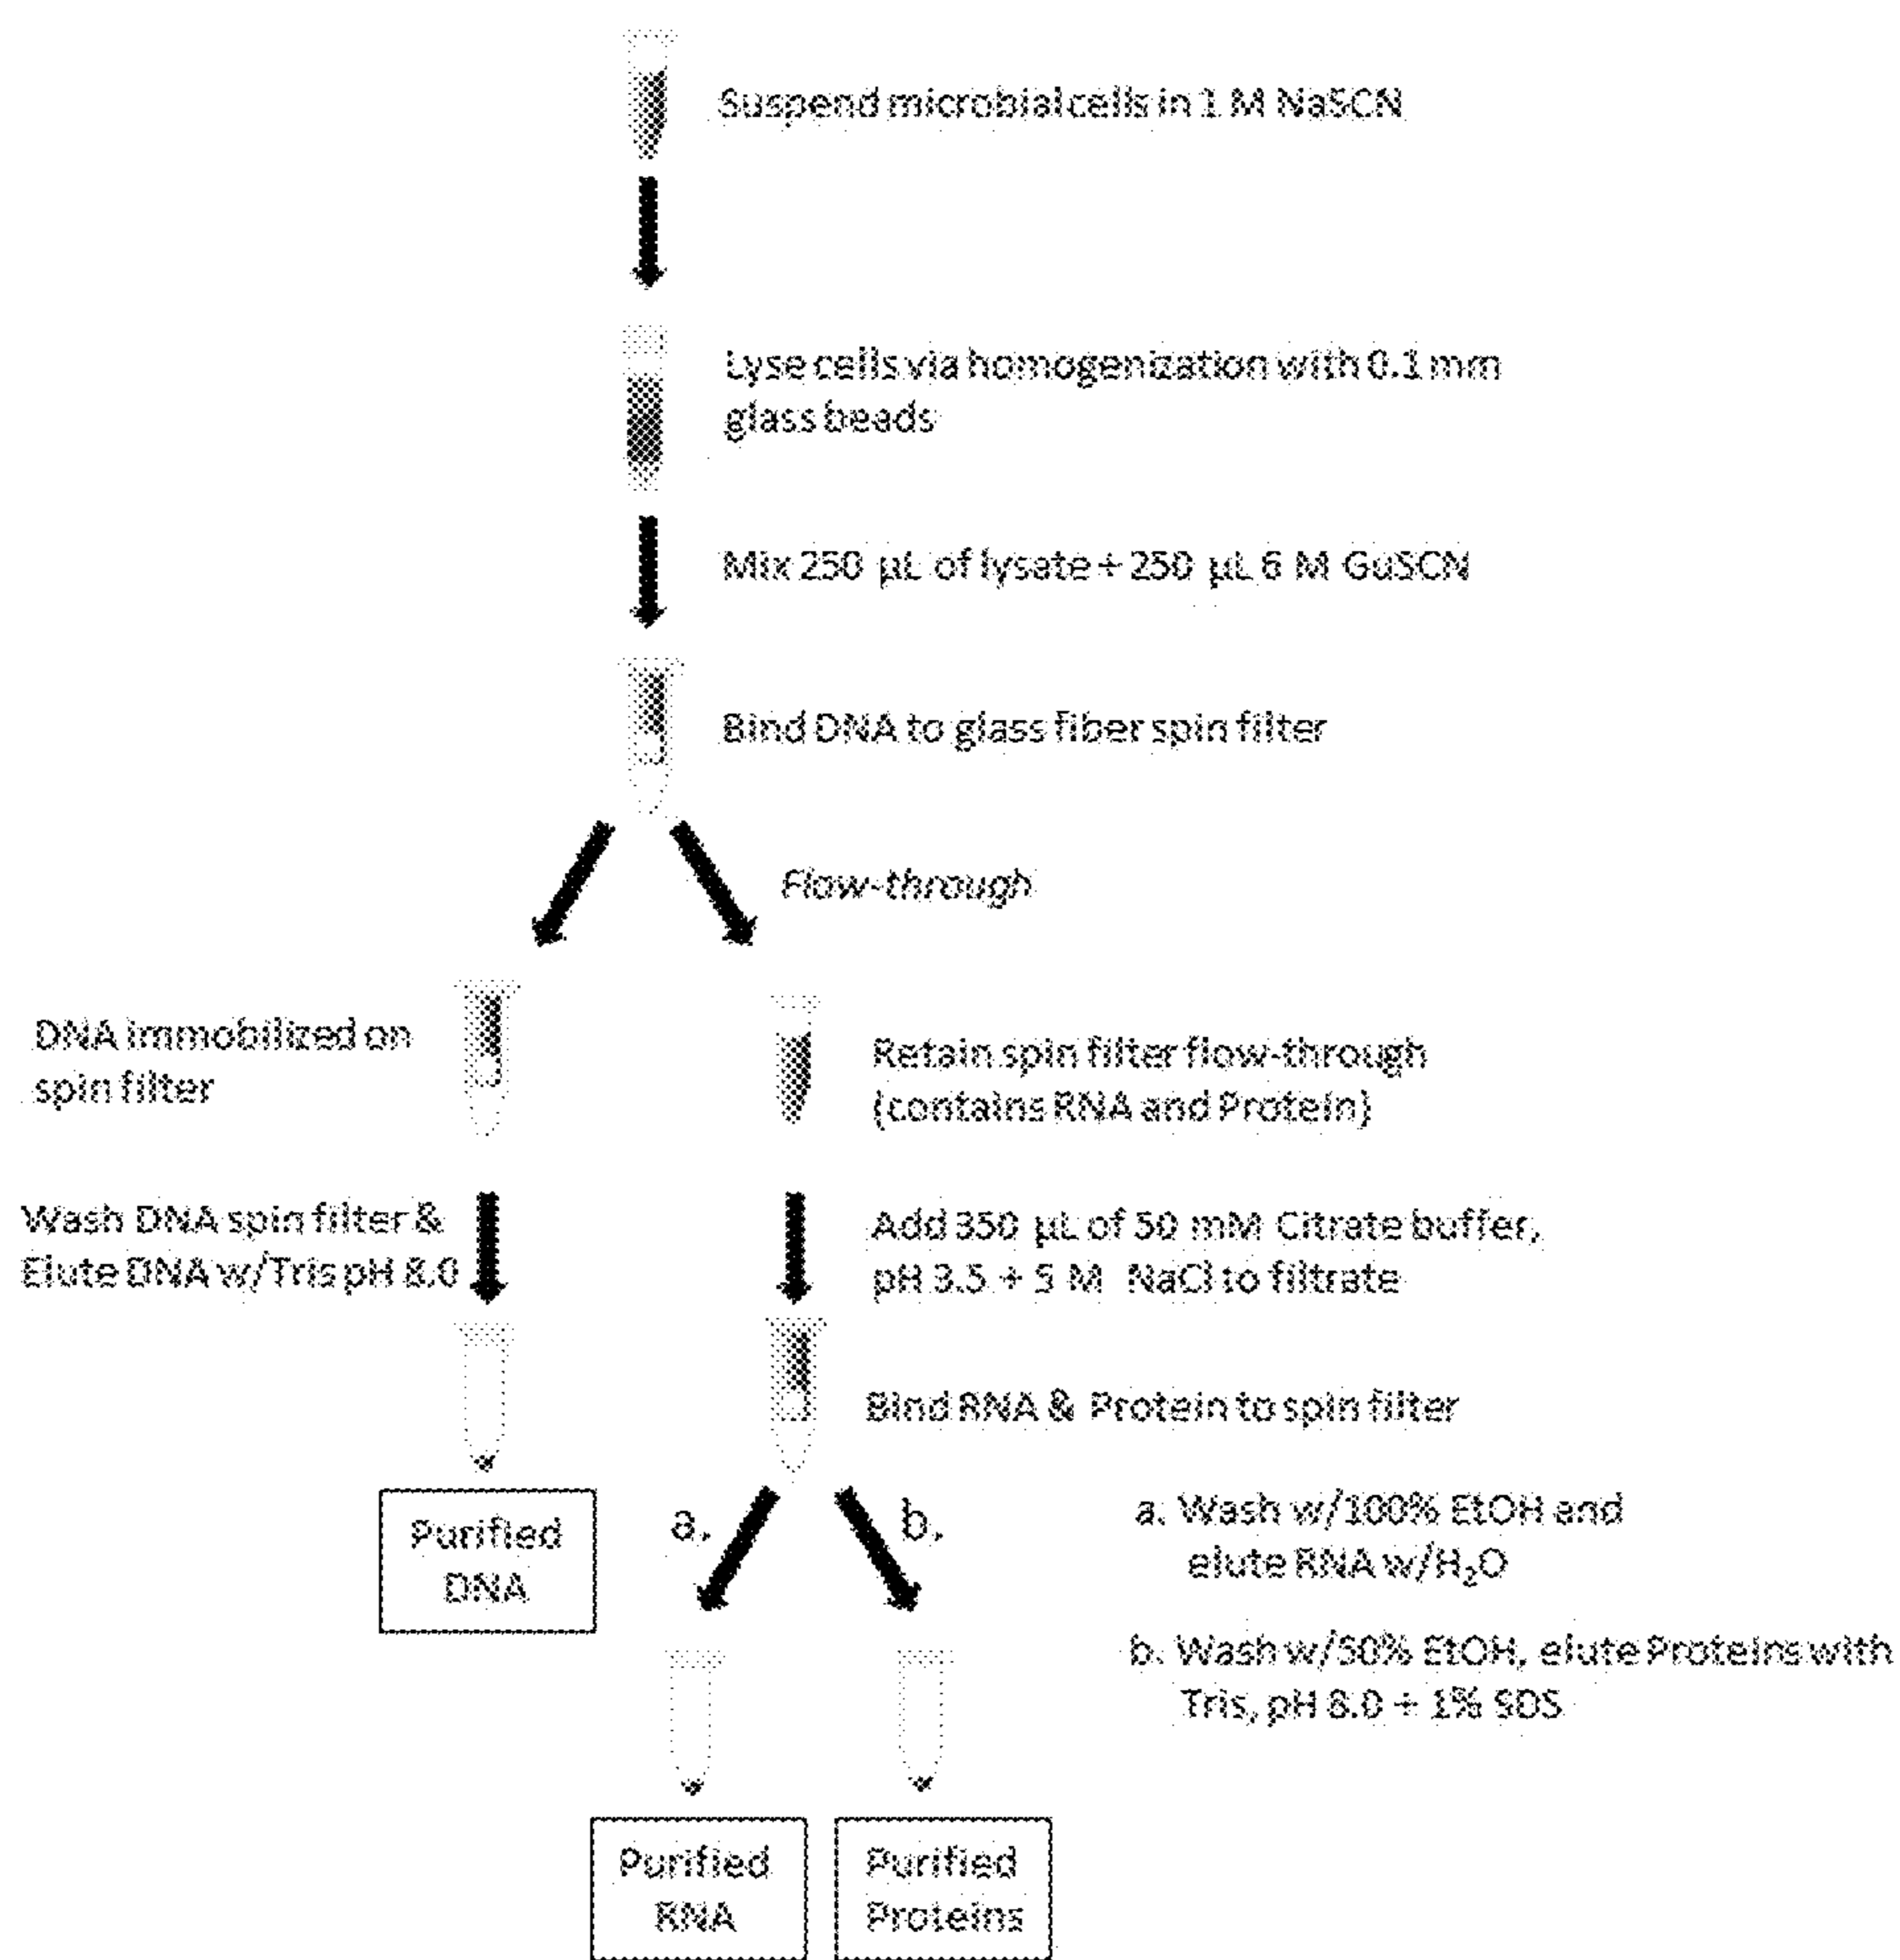 Suspend microbial cells in 1 M NaSCN
Lyse cells via homogenization with 0.1 mm
glass beads
Mix 250 µL of lysate + 250 µL 6 M GuSCN
Bind DNA to glass fiber spin filter
Flow-through
DNA immobilized on
spin filter
Retain spin filter flow-through
(contains RNA and Protein)
Wash DNA spin filter &
Elute DNA w/Tris pH 8.0
Add 350 µL of 50 mM Citrate buffer,
pH 3.5 + 5 M NaCl to filtrate
Bind RNA & Protein to spin filter
Purified
DNA
a.
b.
a. Wash w/100% EtOH and
elute RNA w/H₂O
b. Wash w/50% EtOH, elute Proteins with
Tris, pH 8.0 + 1% SDS
Purified
RNA
Purified
Proteins